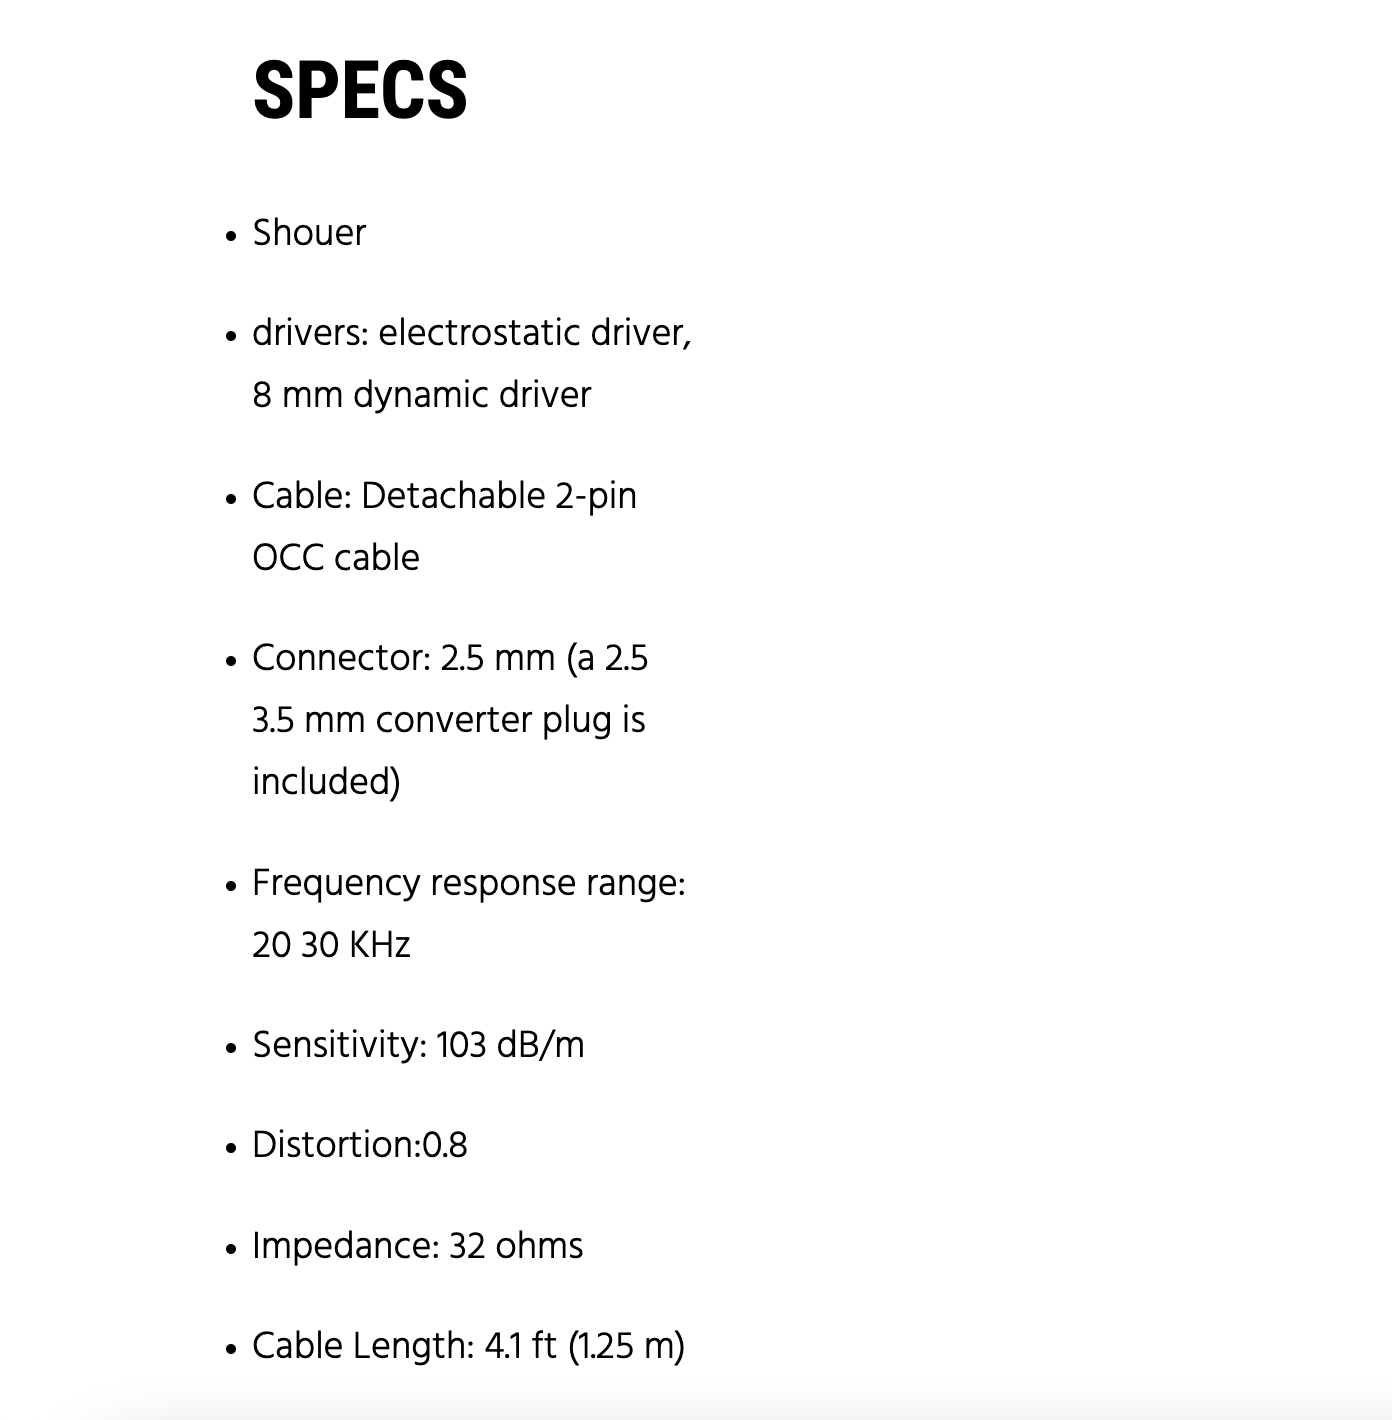 SPECS
• Shouer
• drivers: electrostatic driver,
8 mm dynamic driver
• Cable: Detachable 2-pin
OCC cable
• Connector: 2.5 mm (a 2.5
3.5 mm converter plug is
included)
• Frequency response range:
20 30 KHz
• Sensitivity: 103 dB/m
• Distortion:0.8
• Impedance: 32 ohms
• Cable Length: 4.1 ft (1.25 m)